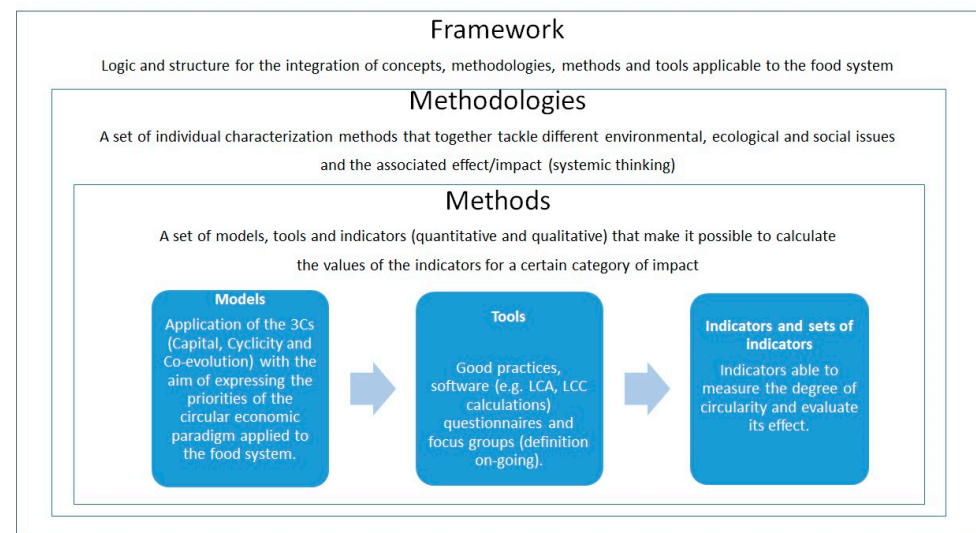 Framework
Logic and structure for the integration of concepts, methodologies, methods and tools applicable to the food system
Methodologies
A set of individual characterization methods that together tackle different environmental, ecological and social issues
and the associated effect/impact (systemic thinking)
Methods
A set of models, tools and indicators (quantitative and qualitative) that make it possible to calculate
the values of the indicators for a certain category of impact
Models
Application of the 3Cs
(Capital, Cyclicity and
Co-evolution) with the
aim of expressing the
priorities of the
circular economic
paradigm applied to
the food system.
Tools
Good practices,
software (e.g. LCA, LCC
calculations)
questionnaires and
focus groups (definition
on-going).
Indicators and sets of
indicators
Indicators able to
measure the degree of
circularity and evaluate
its effect.